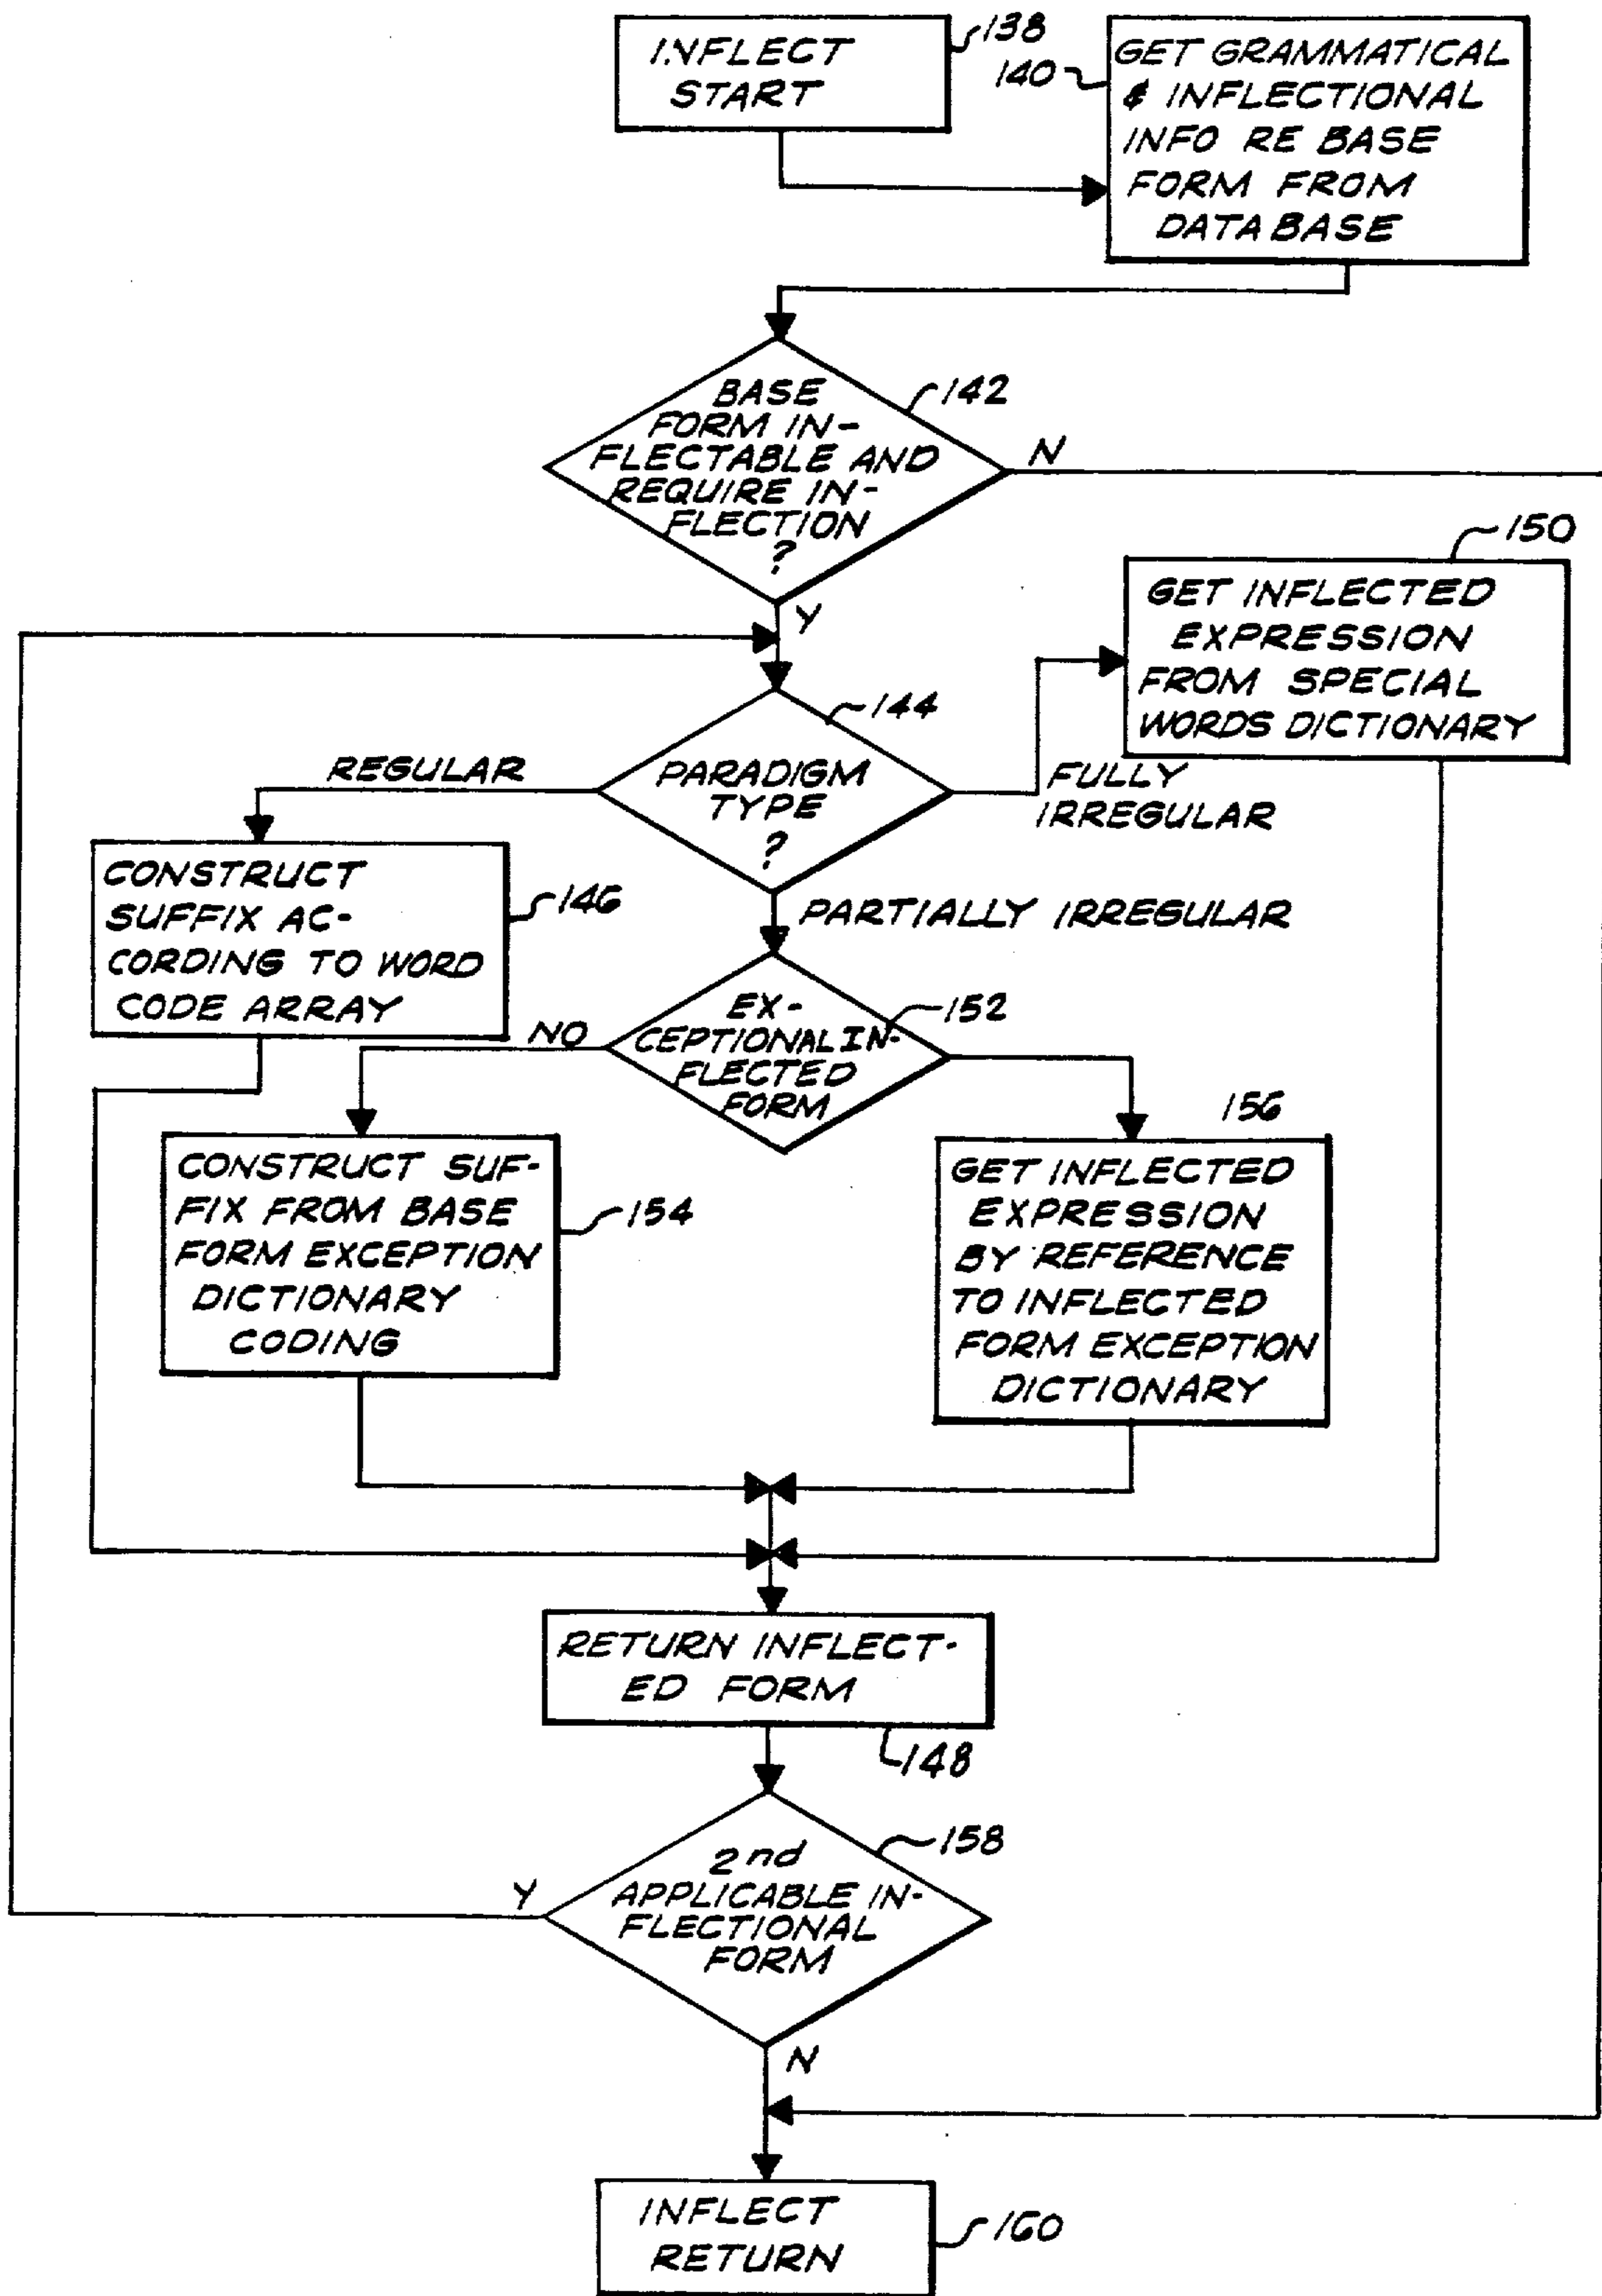 INFLECT
START
138
140
GET GRAMMATICAL
& INFLECTIONAL
INFO RE BASE
FORM FROM
DATABASE
BASE
FORM IN-
FLECTABLE AND
REQUIRE IN-
FLECTION
?
142
N
Y
150
GET INFLECTED
EXPRESSION
FROM SPECIAL
WORDS DICTIONARY
144
REGULAR
PARADIGM
TYPE
?
FULLY
IRREGULAR
PARTIALLY IRREGULAR
CONSTRUCT
SUFFIX AC-
CORDING TO WORD
CODE ARRAY
146
EX-
CEPTIONAL IN-
FLECTED
FORM
152
NO
CONSTRUCT SUF-
FIX FROM BASE
FORM EXCEPTION
DICTIONARY
CODING
154
156
GET INFLECTED
EXPRESSION
BY REFERENCE
TO INFLECTED
FORM EXCEPTION
DICTIONARY
RETURN INFLECT-
ED FORM
148
2nd
APPLICABLE IN-
FLECTIONAL
FORM
158
Y
N
INFLECT
RETURN
160